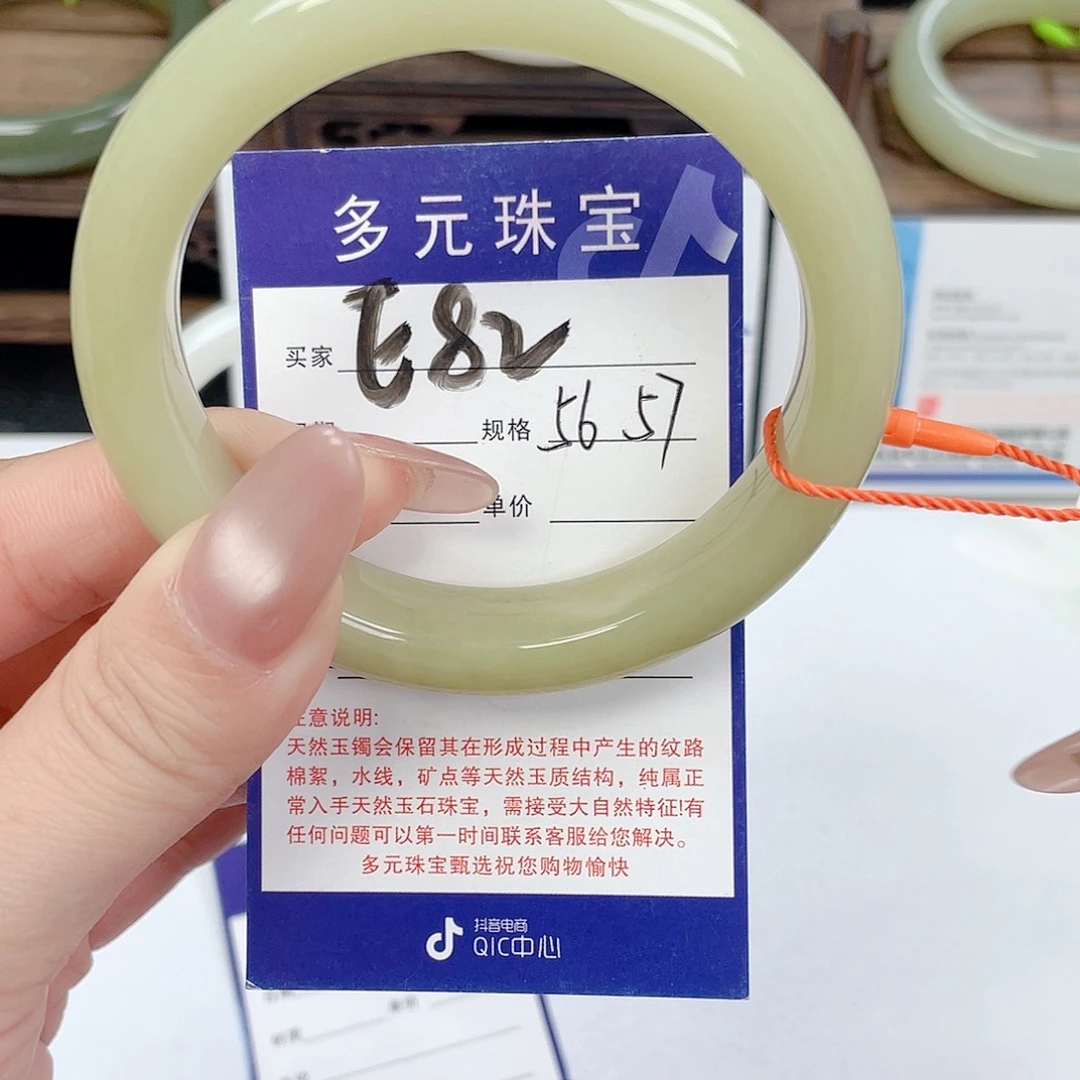 多元珠宝
买家 E82
规格 56 57
单价
注意说明:
天然玉镯会保留其在形成过程中产生的纹路
棉絮，水线，矿点等天然玉质结构，纯属正
常入手天然玉石珠宝，需接受大自然特征!有
任何问题可以第一时间联系客服给您解决。
多元珠宝甄选祝您购物愉快
抖音电商
QIC中心